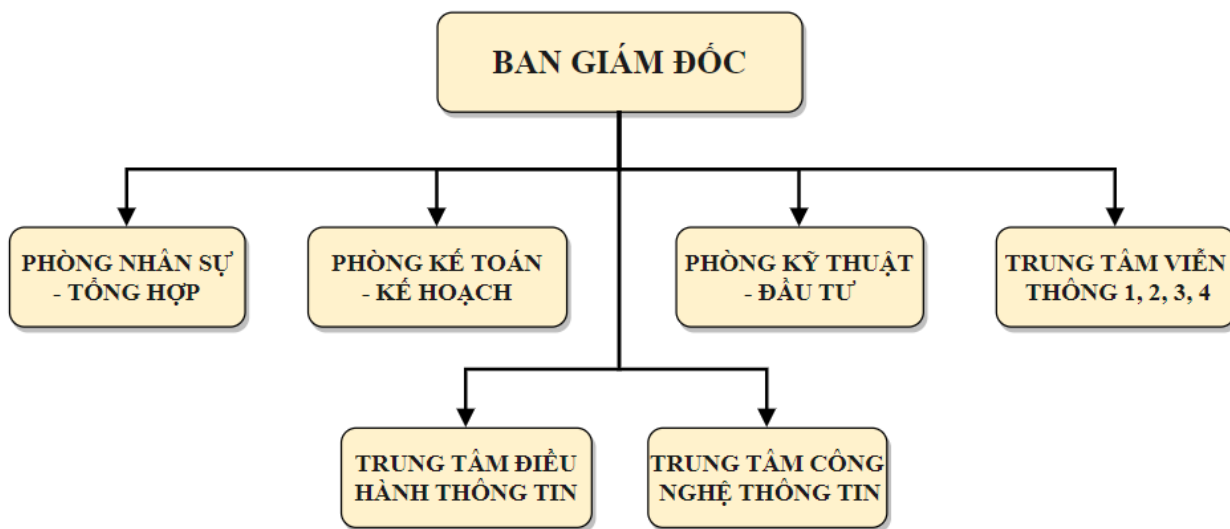 BAN GIÁM ĐỐC
PHÒNG NHÂN SỰ
- TỔNG HỢP
PHÒNG KẾ TOÁN
- KẾ HOẠCH
PHÒNG KỸ THUẬT
- ĐẦU TƯ
TRUNG TÂM VIỄN
THÔNG 1, 2, 3, 4
TRUNG TÂM ĐIỀU
HÀNH THÔNG TIN
TRUNG TÂM CÔNG
NGHỆ THÔNG TIN